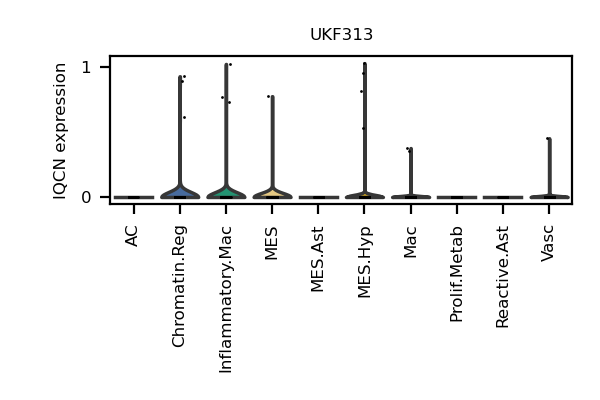 UKF313
IQCN expression
1
0
AC
Chromatin.Reg
Inflammatory.Mac
MES
MES.Ast
MES.Hyp
Mac
Prolif.Metab
Reactive.Ast
Vasc